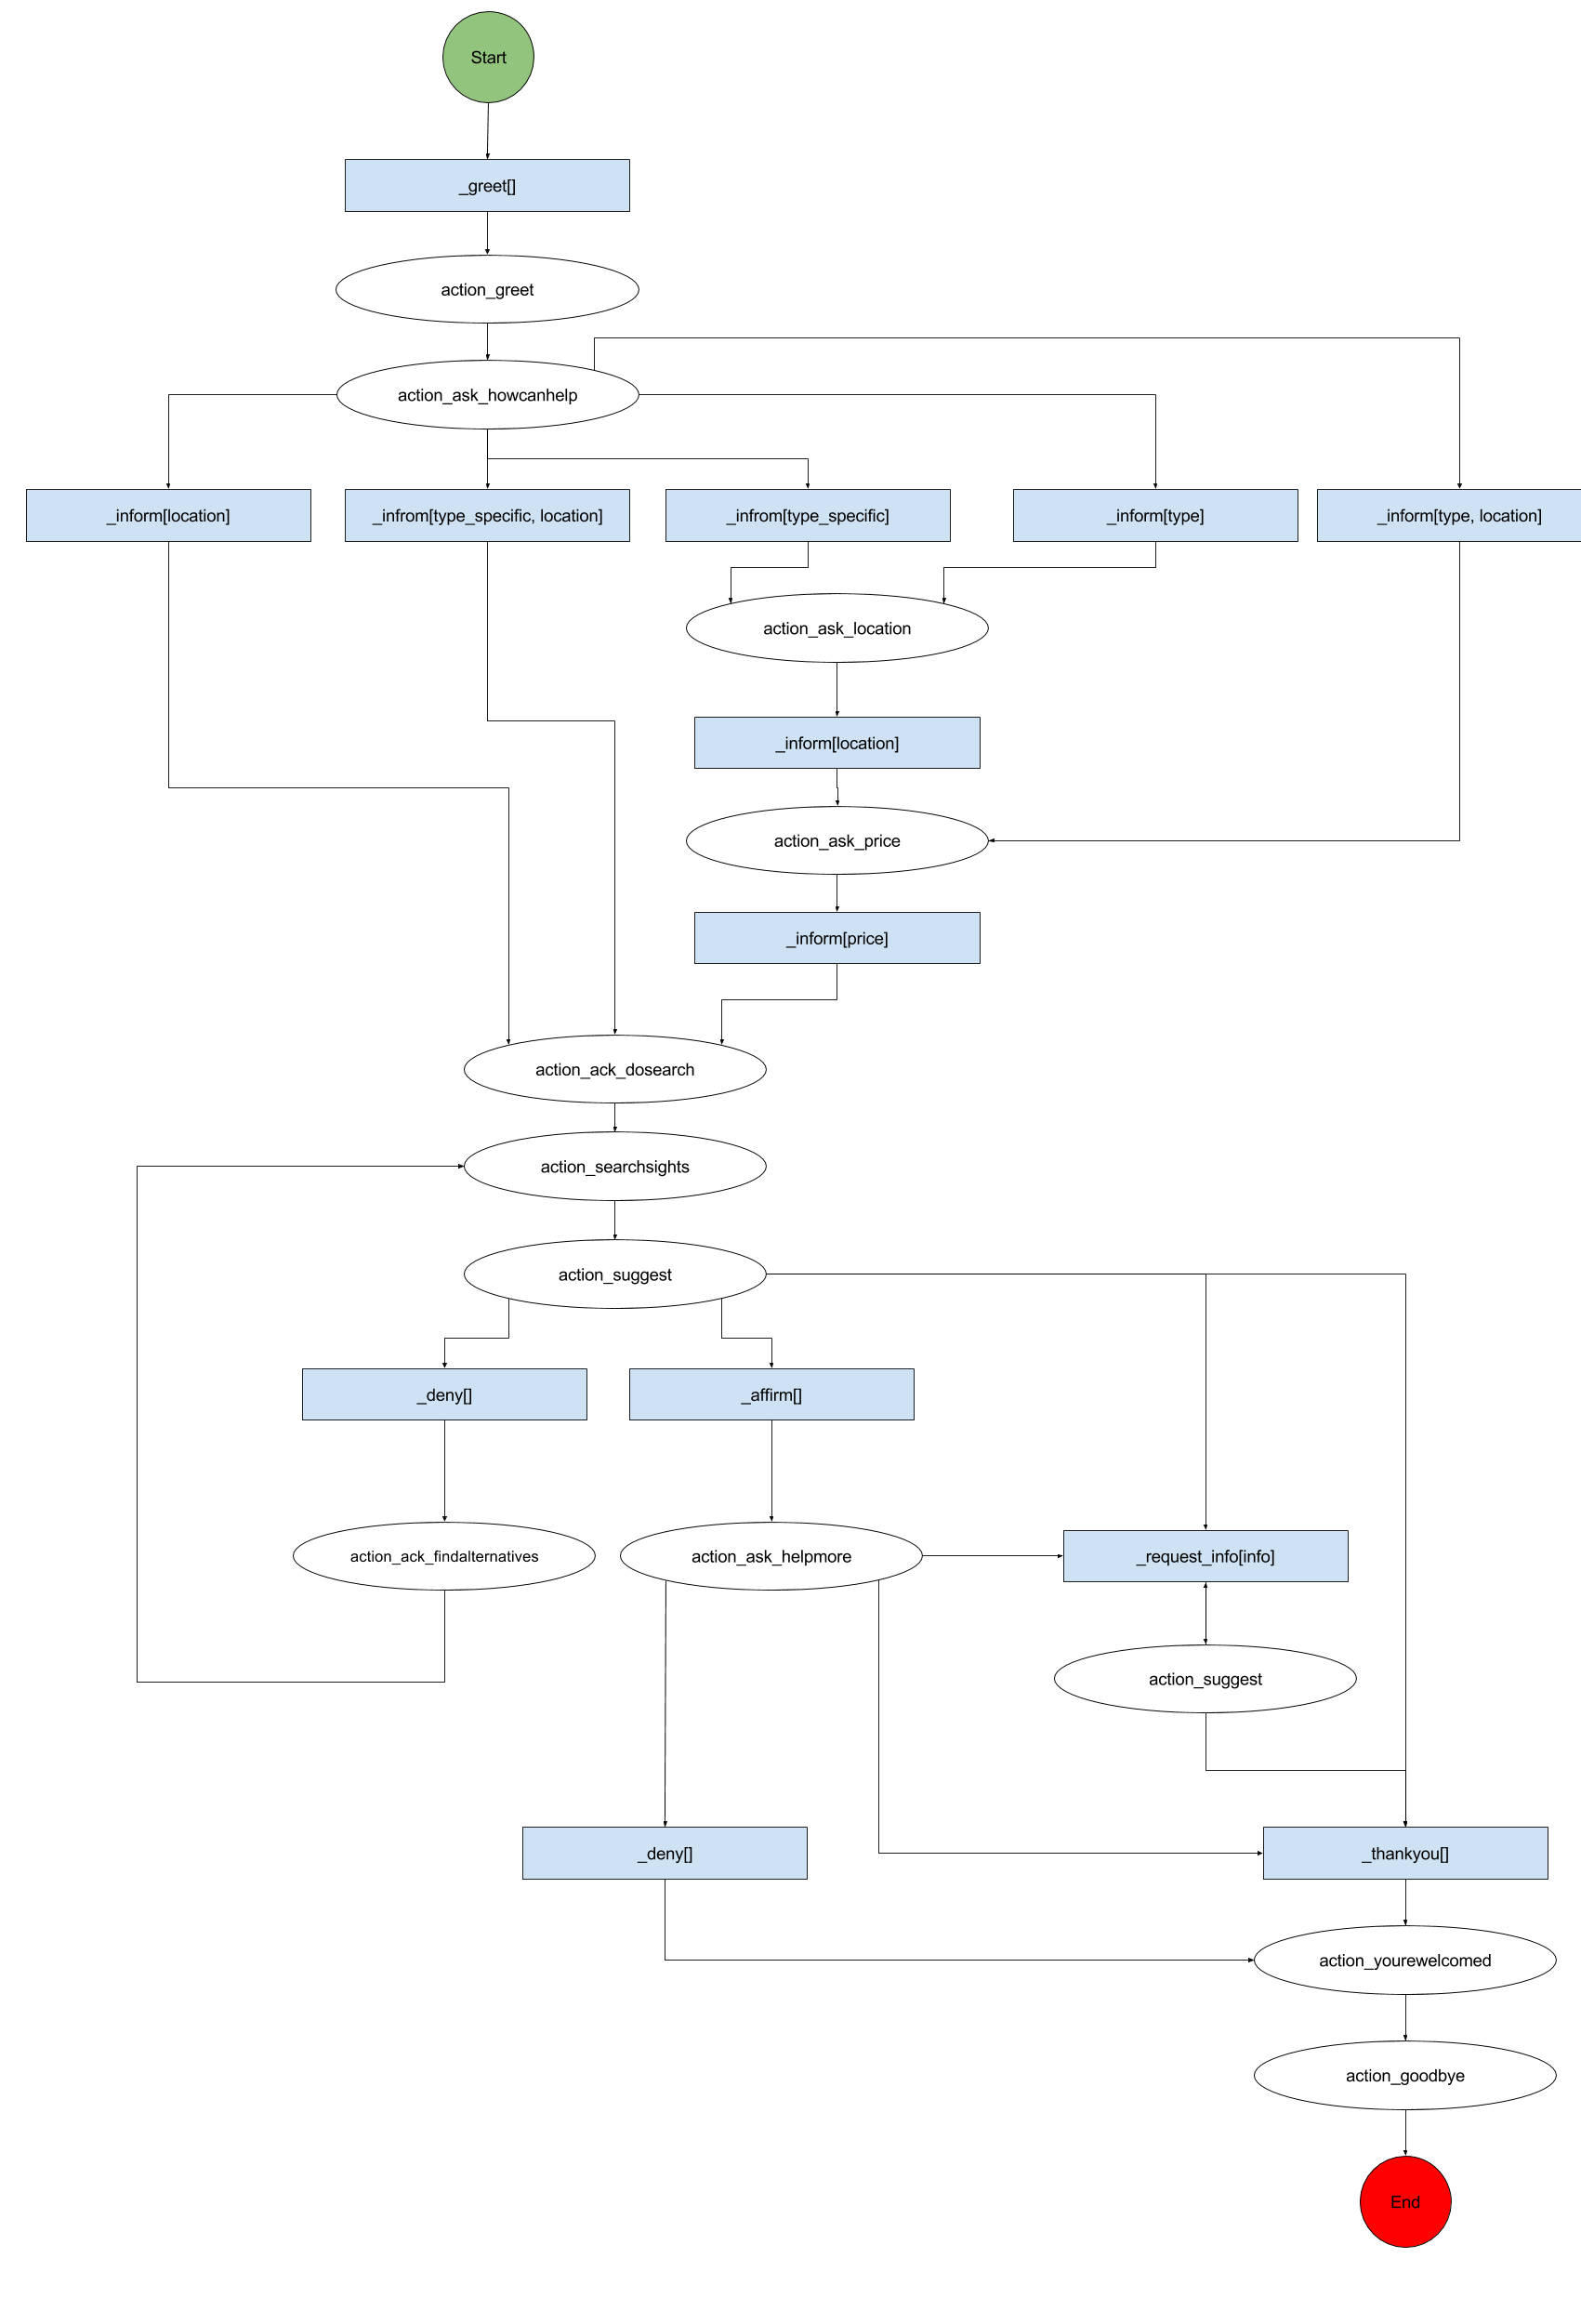 Start
_greet[]
action_greet
action_ask_howcanhelp
_inform[location]
_infrom[type_specific, location]
_infrom[type_specific]
_inform[type]
_inform[type, location]
action_ask_location
_inform[location]
action_ask_price
_inform[price]
action_ack_dosearch
action_searchsights
action_suggest
_deny[]
_affirm[]
action_ack_findalternatives
action_ask_helpmore
_request_info[info]
action_suggest
_deny[]
_thankyou[]
action_yourewelcomed
action_goodbye
End